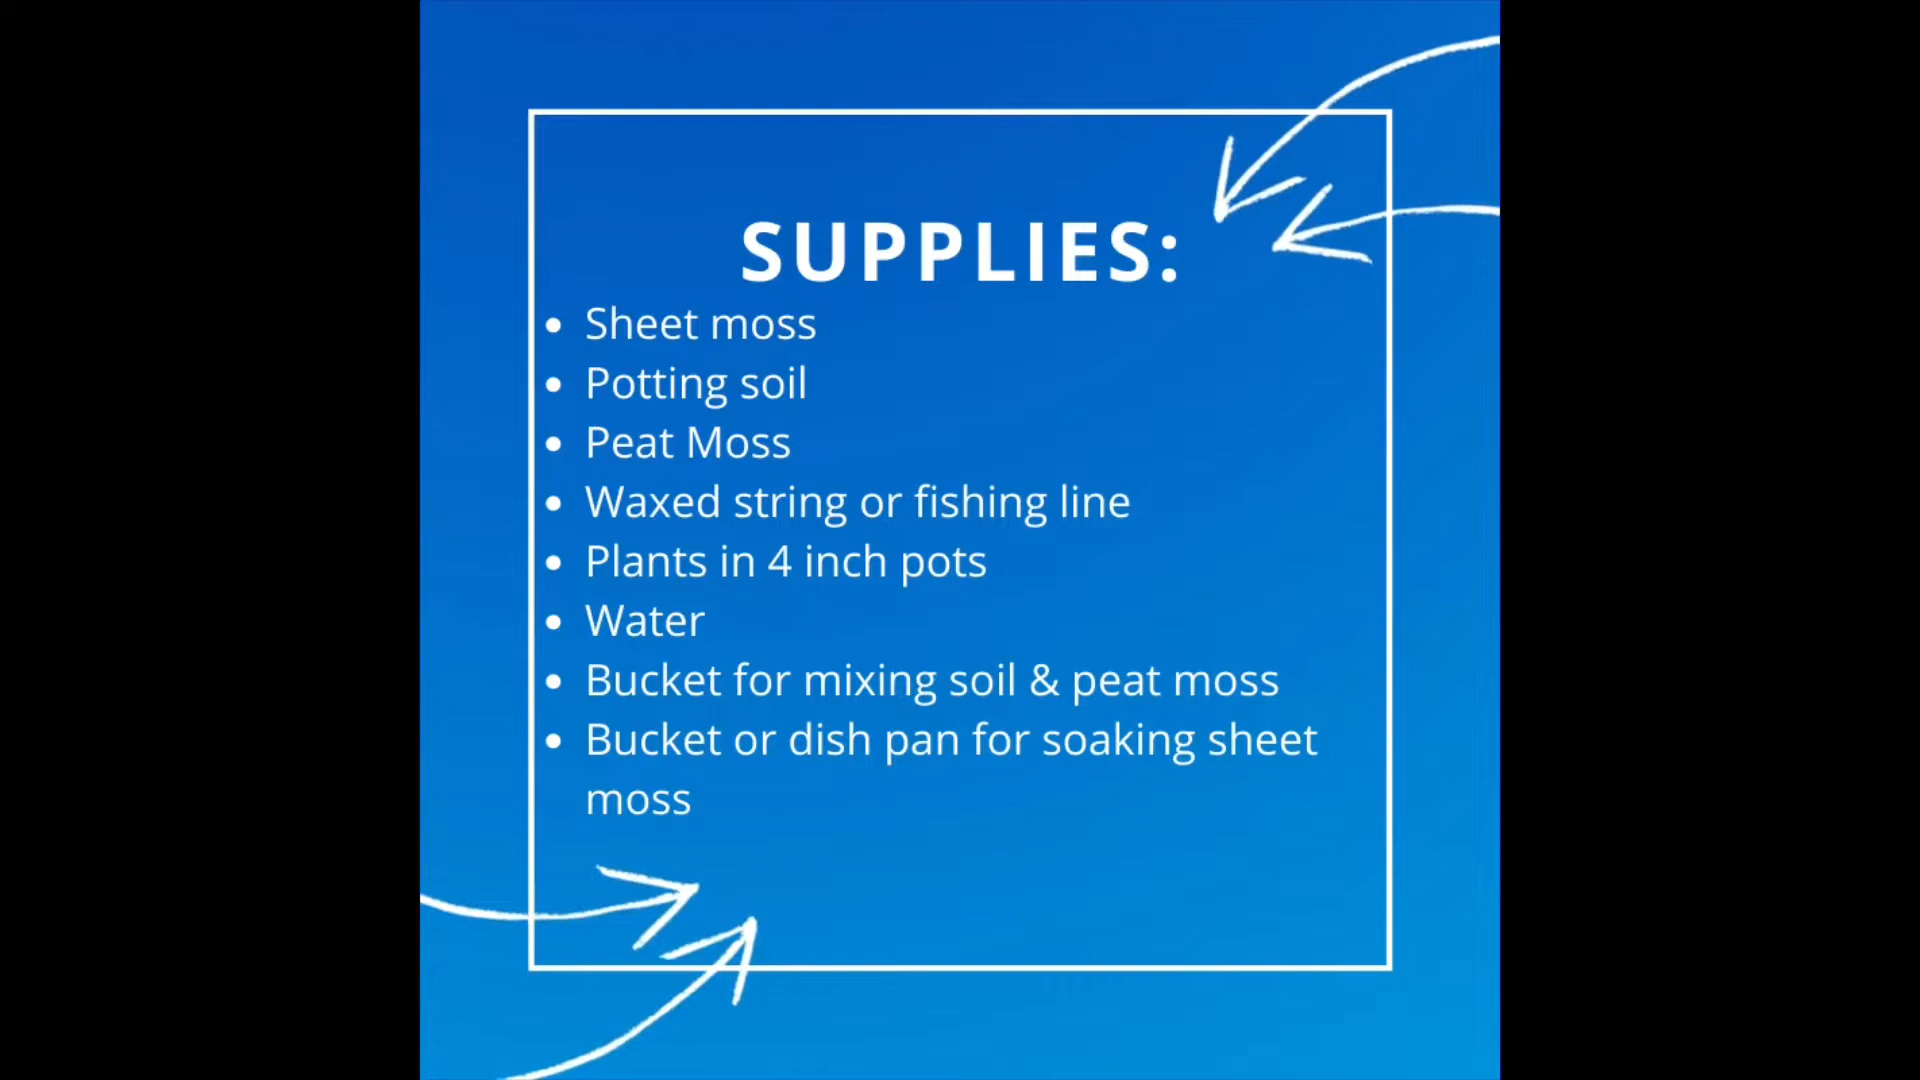 SUPPLIES:
• Sheet moss
• Potting soil
• Peat Moss
• Waxed string or fishing line
• Plants in 4 inch pots
• Water
• Bucket for mixing soil & peat moss
• Bucket or dish pan for soaking sheet
moss